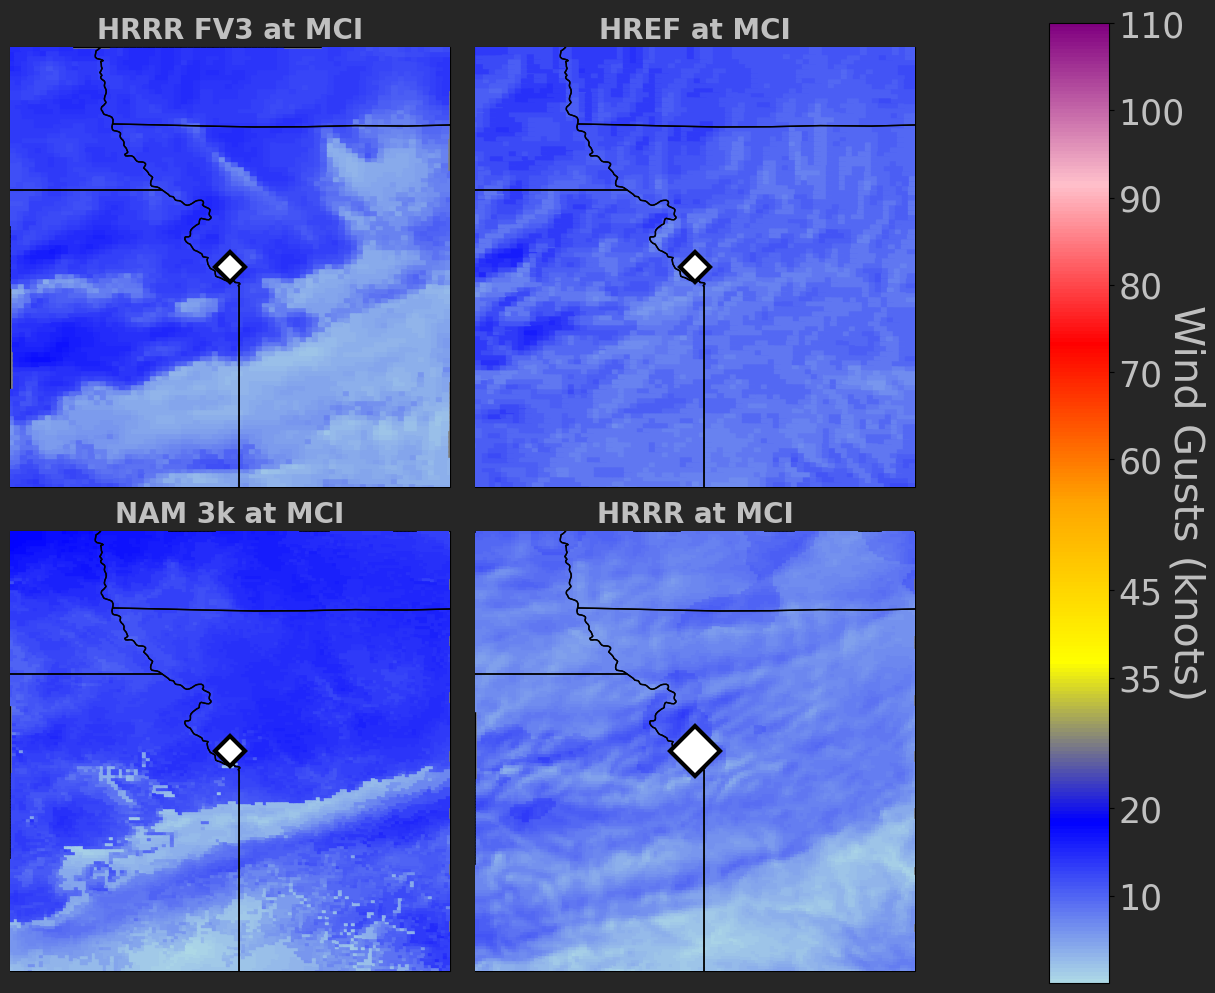 HRRR FV3 at MCI
HREF at MCI
NAM 3k at MCI
HRRR at MCI
110
100
90
80
70
60
45
35
20
10
Wind Gusts (knots)